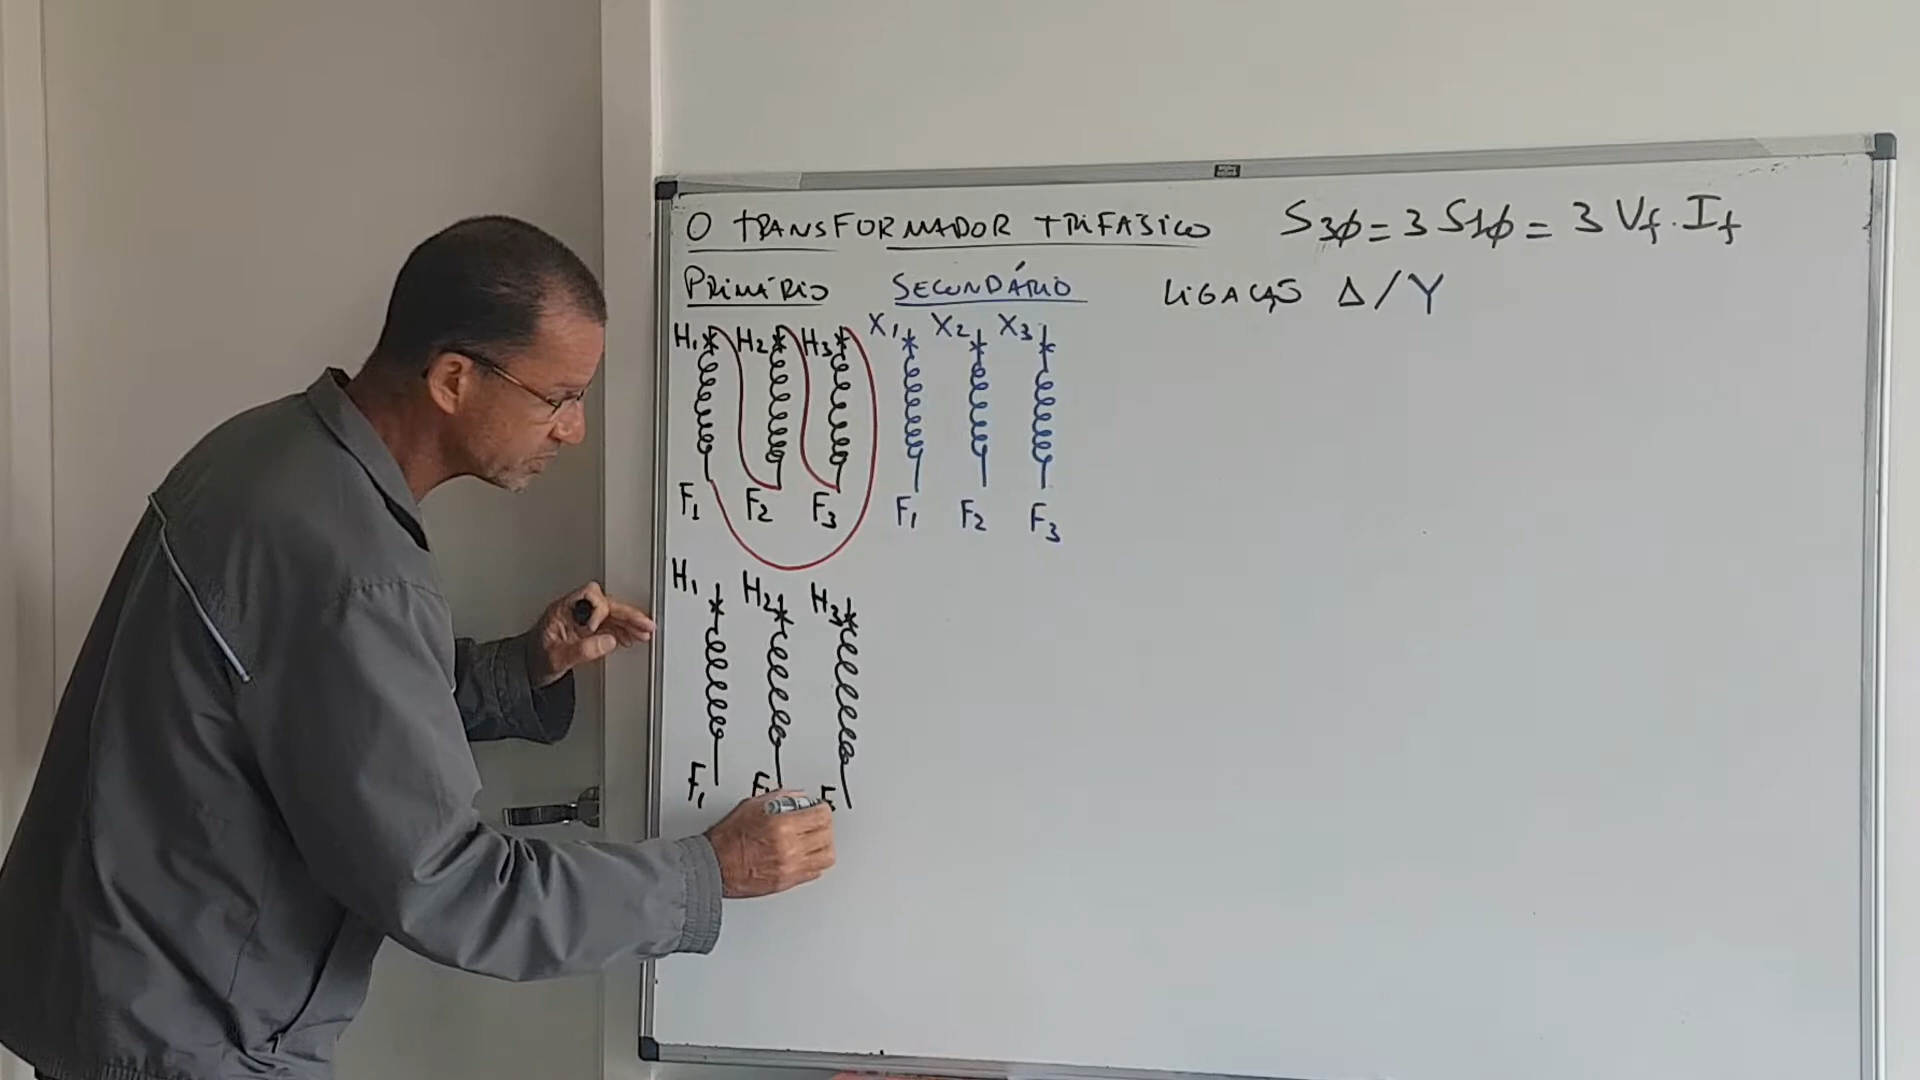 O TRANSFORMADOR TRIFÁSICO
S3ϕ = 3 S1ϕ = 3 Vf . If
PRIMÁRIO SECUNDÁRIO LIGAÇÃO Δ/Y
H1 H2 H3 X1 X2 X3
F1 F2 F3 F1 F2 F3
H1 H2 H3
F1 F F